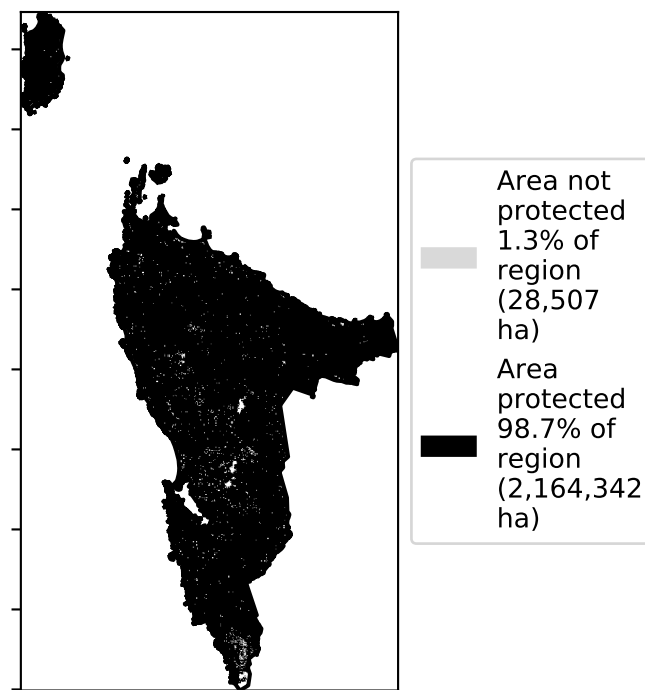 Area not
protected
1.3% of
region
(28,507
ha)
Area
protected
98.7% of
region
(2,164,342
ha)